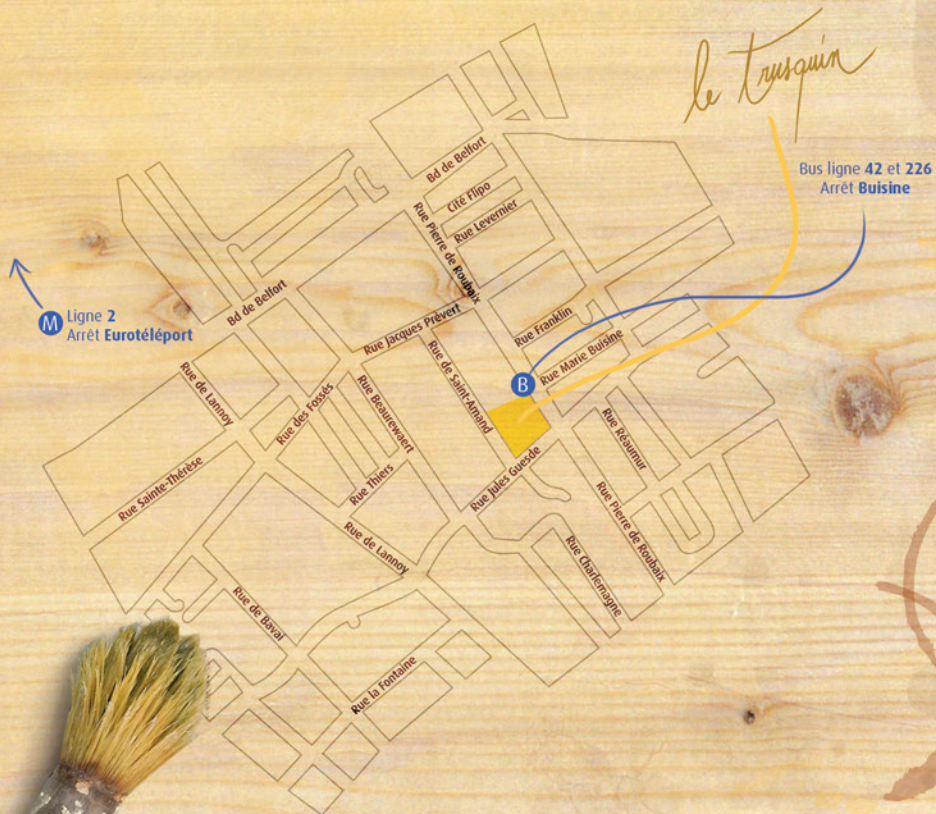 le Trusquin
Bus ligne 42 et 226
Arrêt Buisine
M
Ligne 2
Arrêt Eurotéléport
Bd de Belfort
Cité Flipo
Rue Levernier
Rue Pierre de Roubaix
Bd de Belfort
Rue Jacques Prévert
Rue Franklin
Rue Marie Buisine
B
Rue de Saint-Amand
Rue de Lannoy
Rue des Fossés
Rue Beaurewaert
Rue Réaumur
Rue Sainte-Thérèse
Rue Thiers
Rue Jules Guesde
Rue Pierre de Roubaix
Rue de Lannoy
Rue Charlemagne
Rue de Baval
Rue la Fontaine